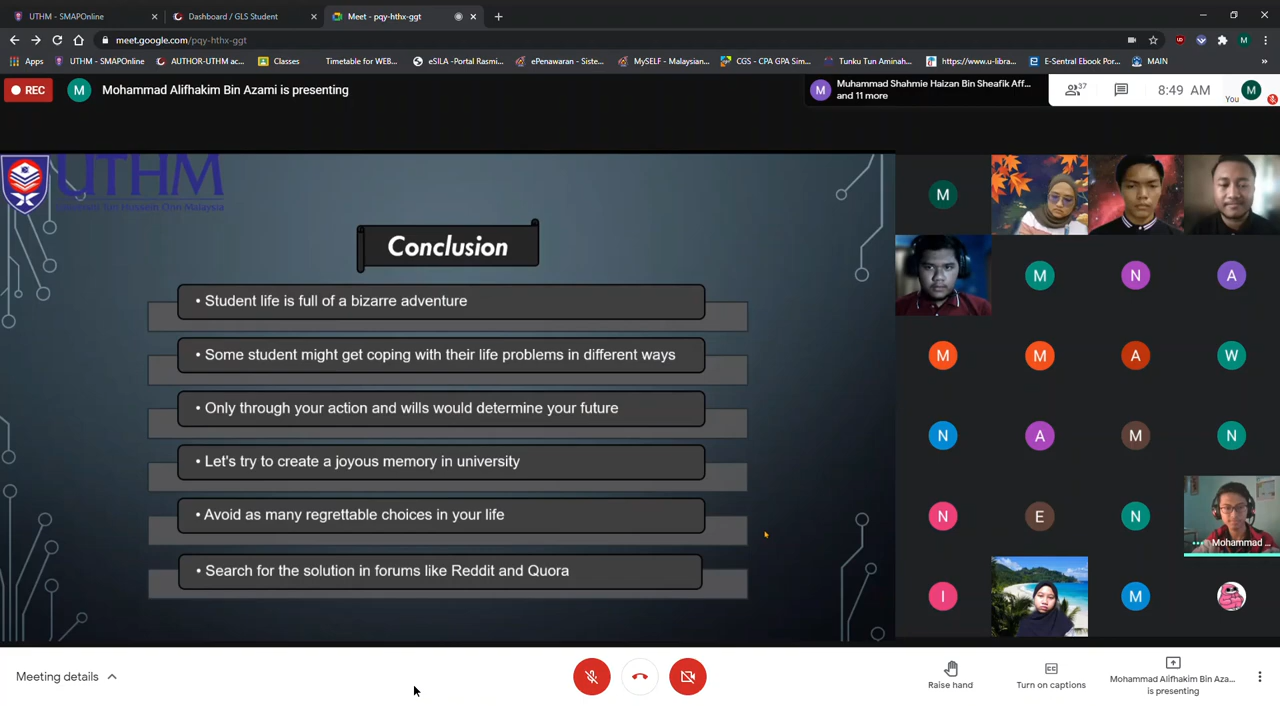 UTHM - SMAPOnline
Dashboard / GLS Student
Meet - pqy-hthx-ggt
meet.google.com/pqy-hthx-ggt
M
Apps
UTHM - SMAPOnline
AUTHOR-UTHM ac...
Classes
Timetable for WEB...
eSILA -Portal Rasmi...
ePenawaran - Siste...
MySELF - Malaysian...
CGS - CPA GPA Sim...
Tunku Tun Aminah...
https://www.u-libra...
E-Sentral Ebook Por...
MAIN
REC
M
Mohammad Alifhakim Bin Azami is presenting
M
Muhammad Shahmie Haizan Bin Sheafik Aff...
and 11 more
37
8:49 AM
You
M
UTHM
Universiti Tun Hussein Onn Malaysia
Conclusion
• Student life is full of a bizarre adventure
• Some student might get coping with their life problems in different ways
• Only through your action and wills would determine your future
• Let's try to create a joyous memory in university
• Avoid as many regrettable choices in your life
• Search for the solution in forums like Reddit and Quora
M
M
N
A
M
M
A
W
N
A
M
N
N
E
N
Mohammad ...
I
M
Meeting details
Raise hand
Turn on captions
Mohammad Alifhakim Bin Aza...
is presenting